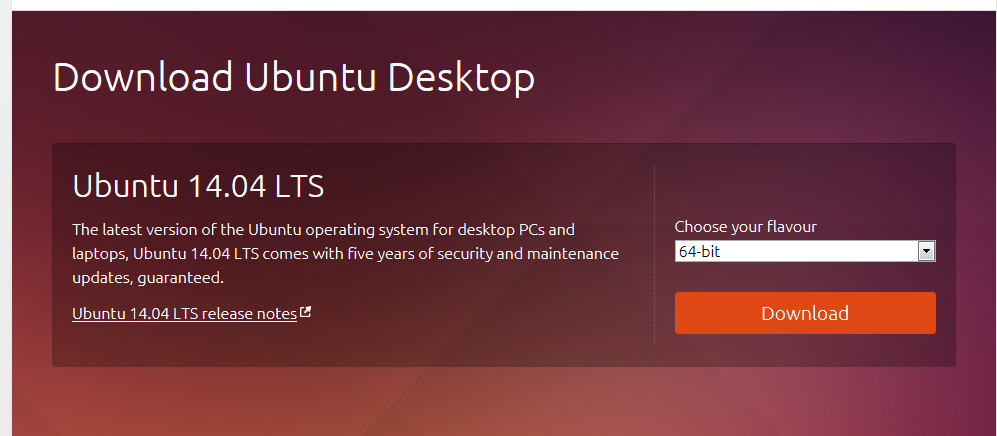 Download Ubuntu Desktop
Ubuntu 14.04 LTS
The latest version of the Ubuntu operating system for desktop PCs and
laptops, Ubuntu 14.04 LTS comes with five years of security and maintenance
updates, guaranteed.
Ubuntu 14.04 LTS release notes
Choose your flavour
64-bit
Download